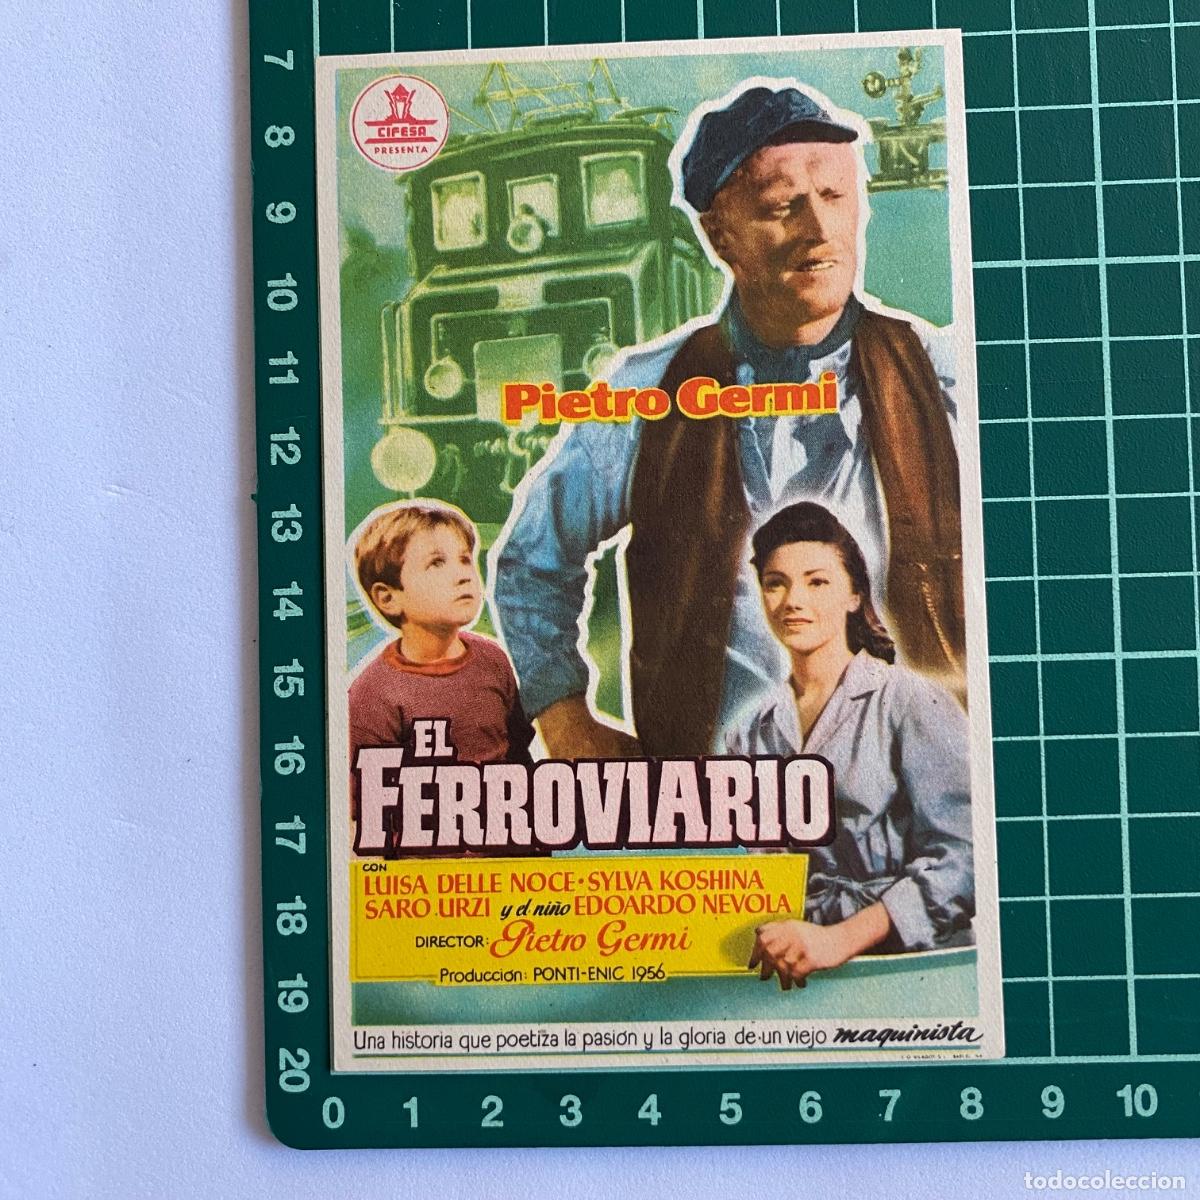 CIFESA
PRESENTA
Pietro Germi
EL
FERROVIARIO
CON
LUISA DELLE NOCE • SYLVA KOSHINA
SARO URZI y el niño EDOARDO NEVOLA
DIRECTOR: Pietro Germi
Producción: PONTI-ENIC 1956
Una historia que poetiza la pasión y la gloria de un viejo maquinista
7
8
9
10
11
12
13
14
15
16
17
18
19
20
0 1 2 3 4 5 6 7 8 9 10
todocoleccion